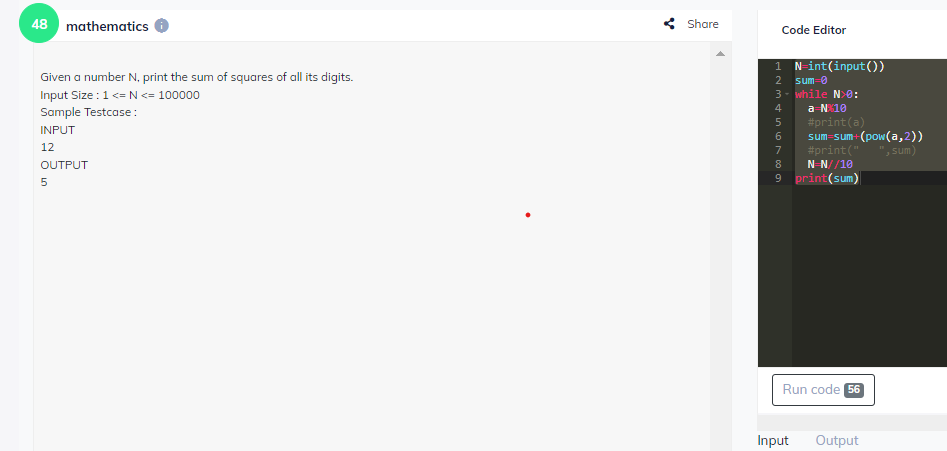 48 mathematics i Share
Given a number N, print the sum of squares of all its digits.
Input Size : 1 <= N <= 100000
Sample Testcase :
INPUT
12
OUTPUT
5
Code Editor
1 N=int(input())
2 sum=0
3 while N>0:
4 a=N%10
5 #print(a)
6 sum=sum+(pow(a,2))
7 #print("   ",sum)
8 N=N//10
9 print(sum)
Run code 56
Input Output